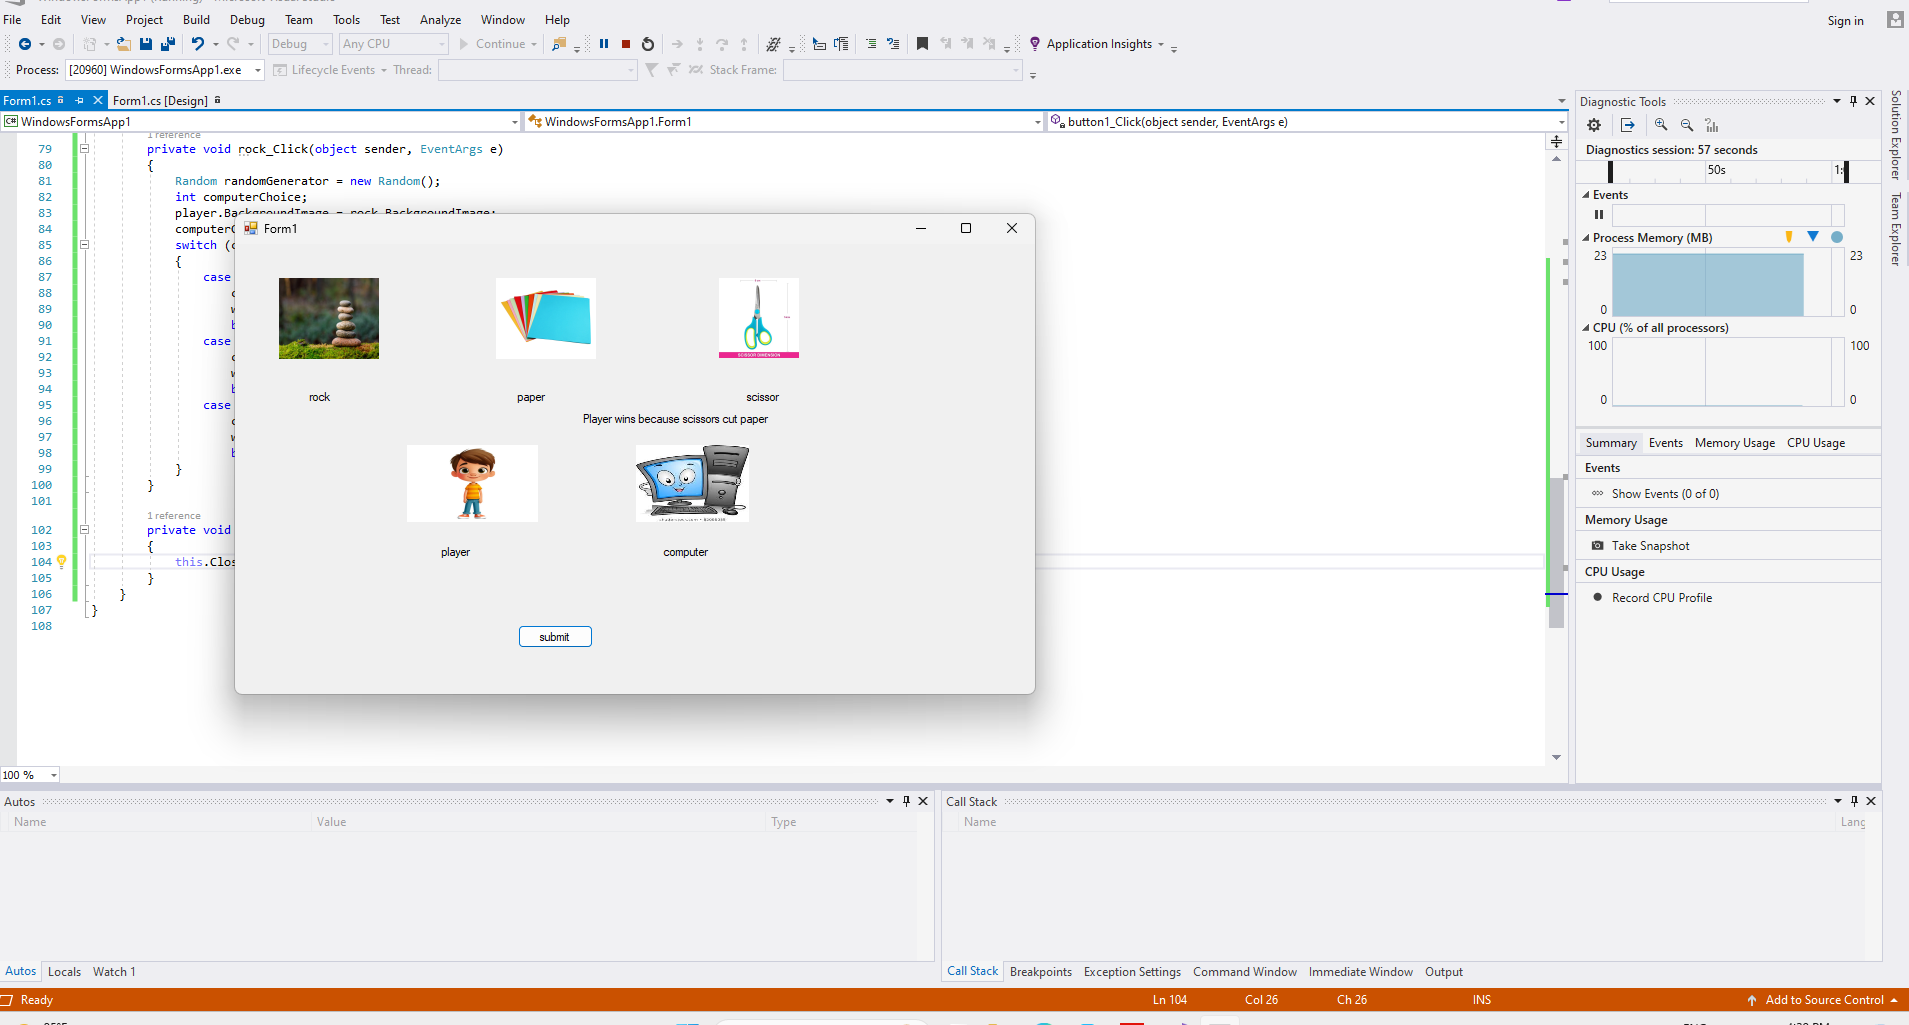 File Edit View Project Build Debug Team Tools Test Analyze Window Help
Sign in
Debug Any CPU Continue Application Insights
Process: [20960] WindowsFormsApp1.exe Lifecycle Events Thread: Stack Frame:
Form1.cs Form1.cs [Design]
WindowsFormsApp1 WindowsFormsApp1.Form1 button1_Click(object sender, EventArgs e)
1 reference
79 private void rock_Click(object sender, EventArgs e)
80 {
81 Random randomGenerator = new Random();
82 int computerChoice;
83 player.BackgroundImage = rock.BackgroundImage;
84
85 switch
86 {
87 case
88
89
90
91 case
92
93
94
95 case
96
97
98
99 }
100 }
101
1 reference
102 private void
103 {
104 this.Clos
105 }
106 }
107 }
108
100 %
Form1
rock paper scissor
Player wins because scissors cut paper
player computer
submit
Diagnostic Tools
Diagnostics session: 57 seconds
50s
Events
Process Memory (MB)
23 23
0 0
CPU (% of all processors)
100 100
0 0
Summary Events Memory Usage CPU Usage
Events
Show Events (0 of 0)
Memory Usage
Take Snapshot
CPU Usage
Record CPU Profile
Solution Explorer
Team Explorer
Autos
Name Value Type
Autos Locals Watch 1
Call Stack
Name Lang
Call Stack Breakpoints Exception Settings Command Window Immediate Window Output
Ready Ln 104 Col 26 Ch 26 INS Add to Source Control